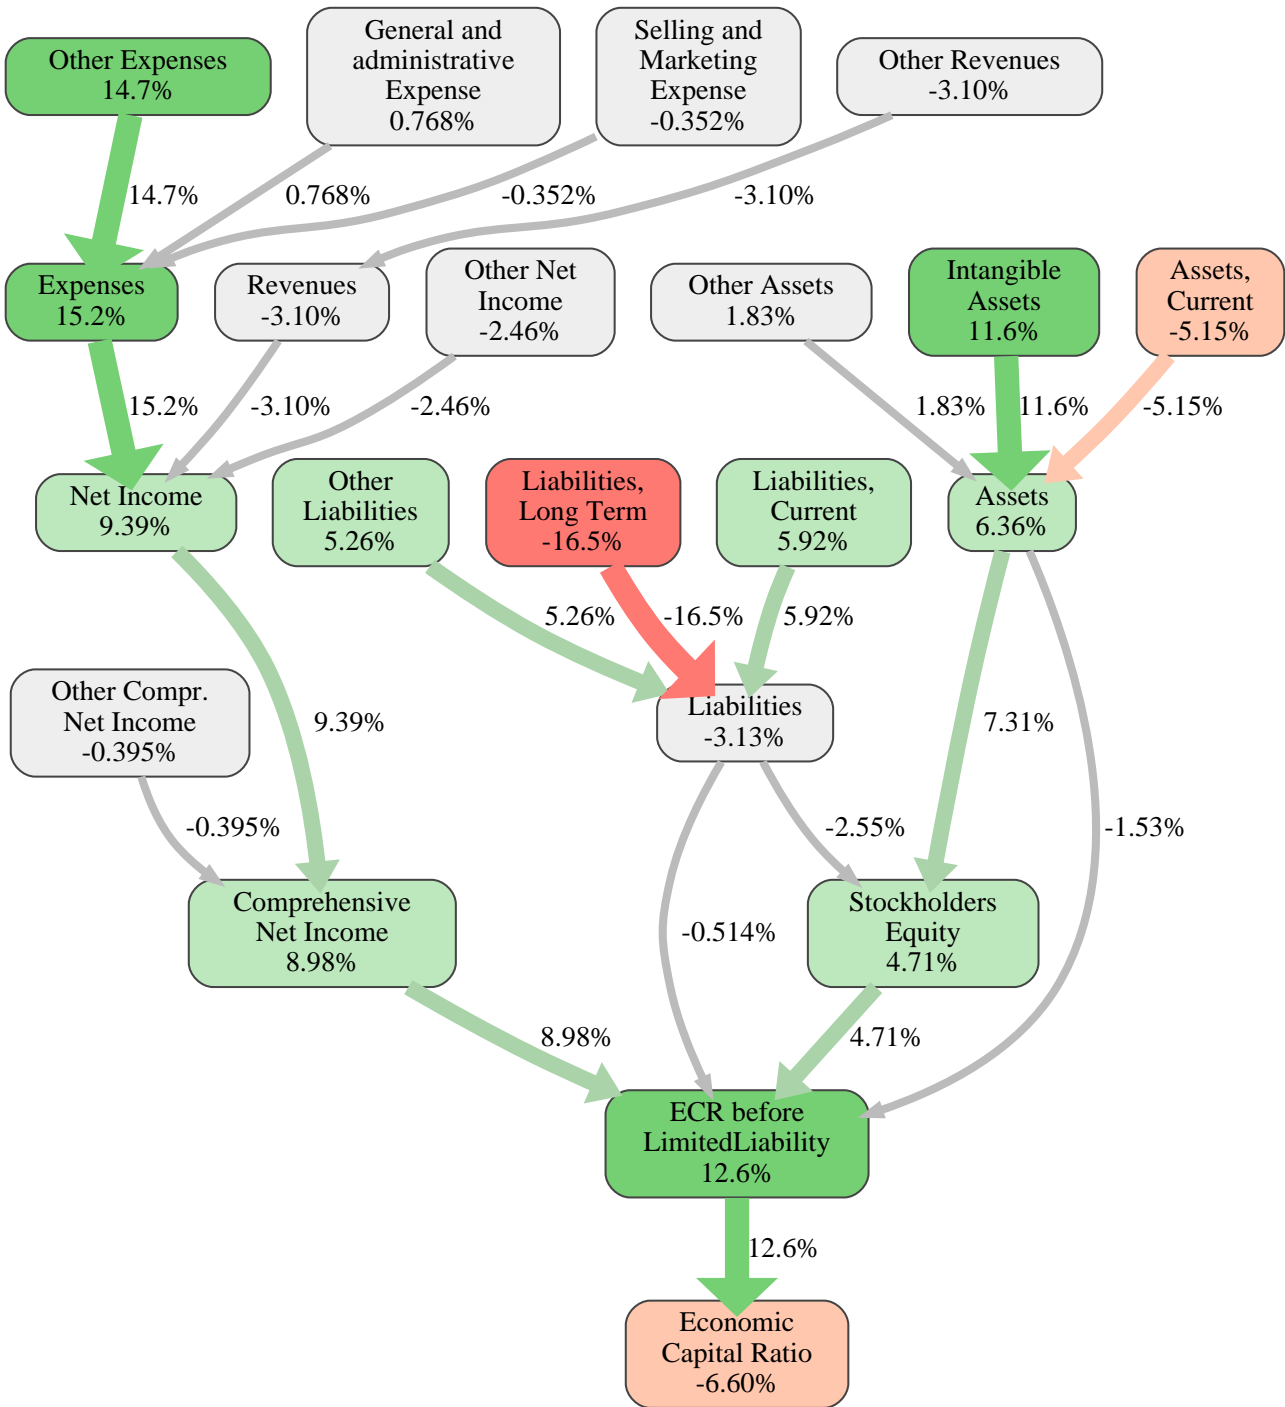 Other Expenses
14.7%
General and
administrative
Expense
0.768%
Selling and
Marketing
Expense
-0.352%
Other Revenues
-3.10%
14.7%
0.768%
-0.352%
-3.10%
Expenses
15.2%
Revenues
-3.10%
Other Net
Income
-2.46%
Other Assets
1.83%
Intangible
Assets
11.6%
Assets,
Current
-5.15%
15.2%
-3.10%
-2.46%
1.83%
11.6%
-5.15%
Net Income
9.39%
Other
Liabilities
5.26%
Liabilities,
Long Term
-16.5%
Liabilities,
Current
5.92%
Assets
6.36%
5.26%
-16.5%
5.92%
Other Compr.
Net Income
-0.395%
9.39%
Liabilities
-3.13%
7.31%
-0.395%
-2.55%
-1.53%
Comprehensive
Net Income
8.98%
-0.514%
Stockholders
Equity
4.71%
8.98%
4.71%
ECR before
LimitedLiability
12.6%
12.6%
Economic
Capital Ratio
-6.60%